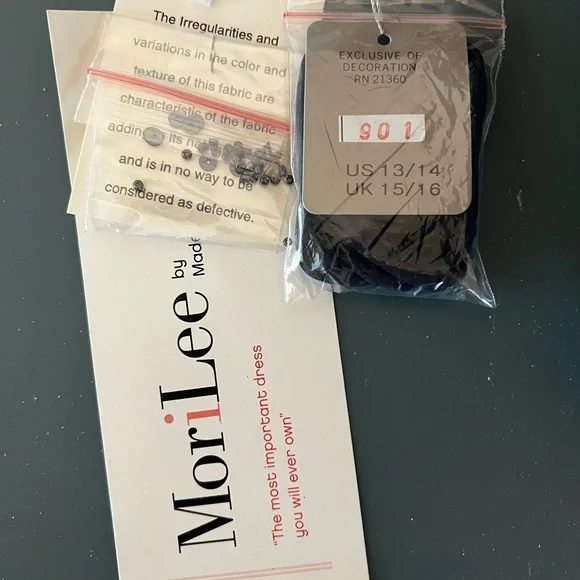 The Irregularities and
variations in the color and
texture of this fabric are
characteristic of the fabric
adding its
and is in no way to be
considered as defective.
EXCLUSIVE OF
DECORATION
RN 21360
901
US 13/14
UK 15/16
MoriLee
by
Made
"The most important dress
you will ever own"